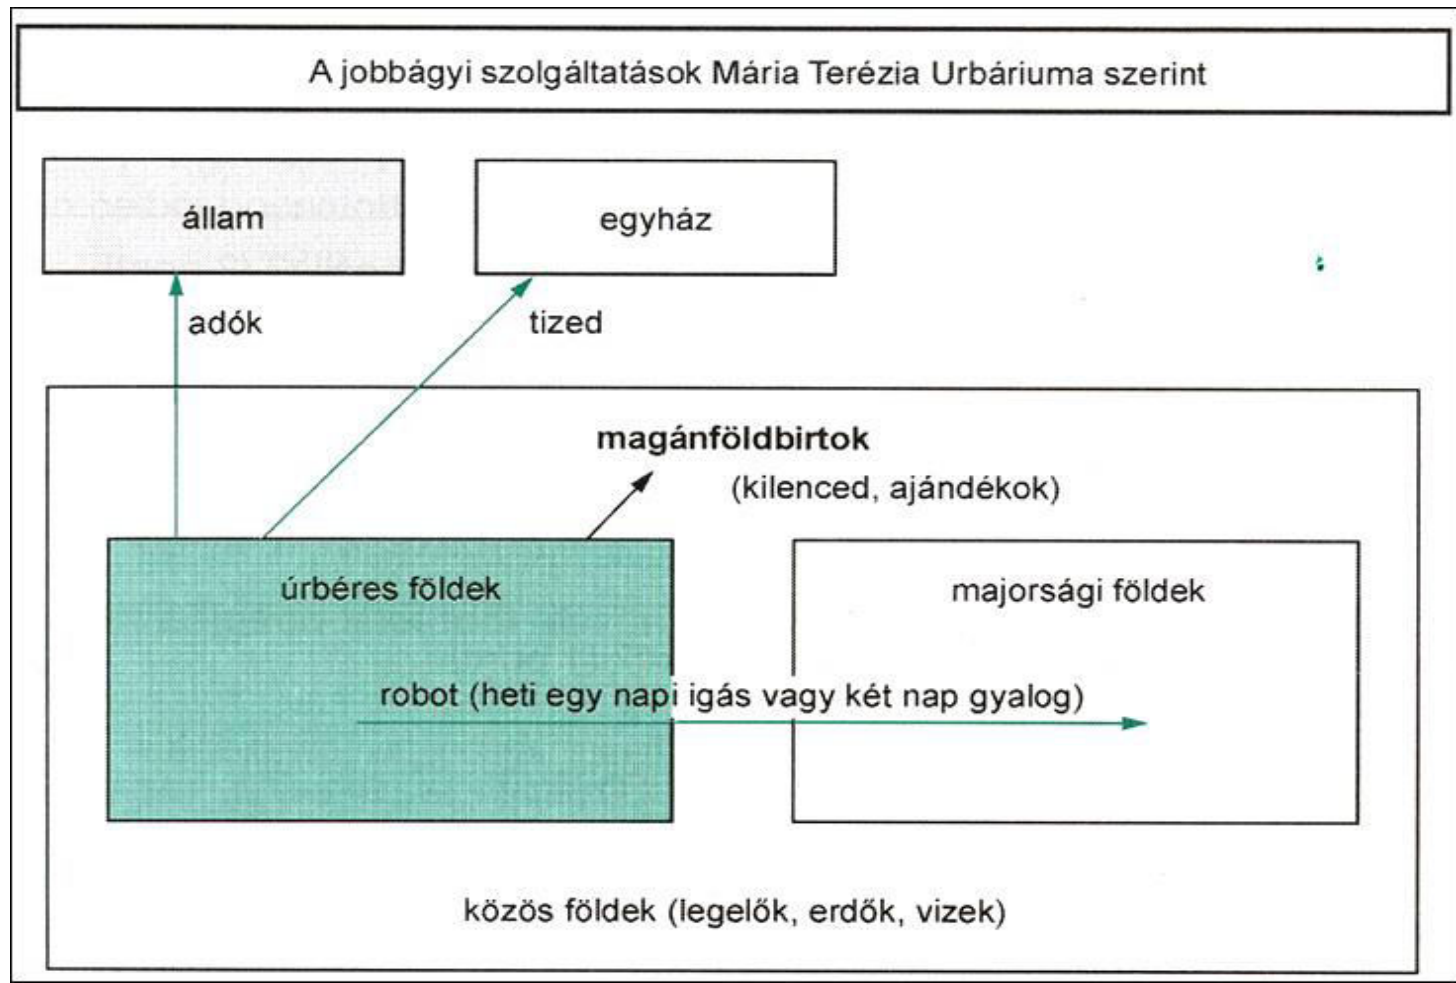 A jobbágyi szolgáltatások Mária Terézia Urbáriuma szerint
állam
egyház
adók
tized
magánföldbirtok
(kilenced, ajándékok)
úrbéres földek
majorsági földek
robot (heti egy napi igás vagy két nap gyalog)
közös földek (legelők, erdők, vizek)